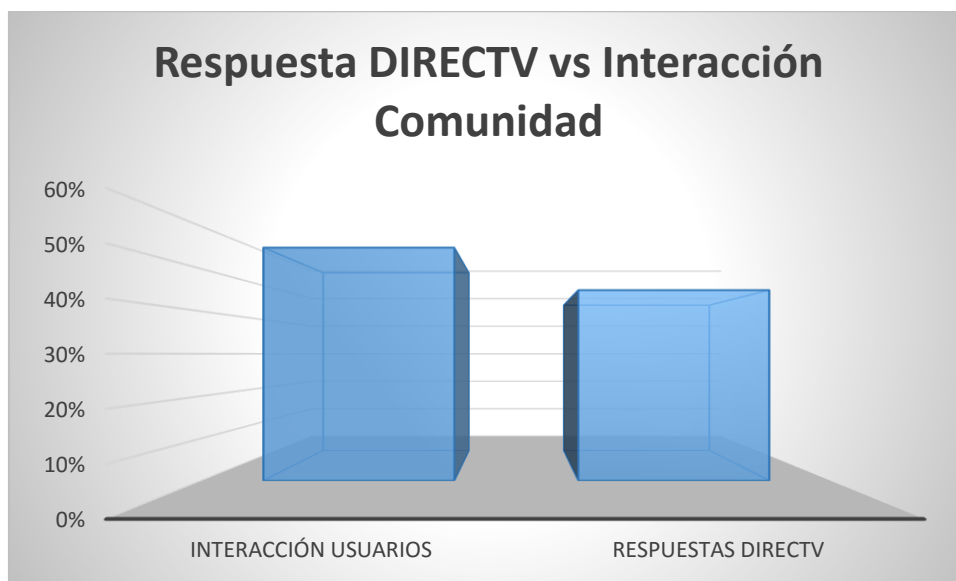 Respuesta DIRECTV vs Interacción
Comunidad
60%
50%
40%
30%
20%
10%
0%
INTERACCIÓN USUARIOS
RESPUESTAS DIRECTV